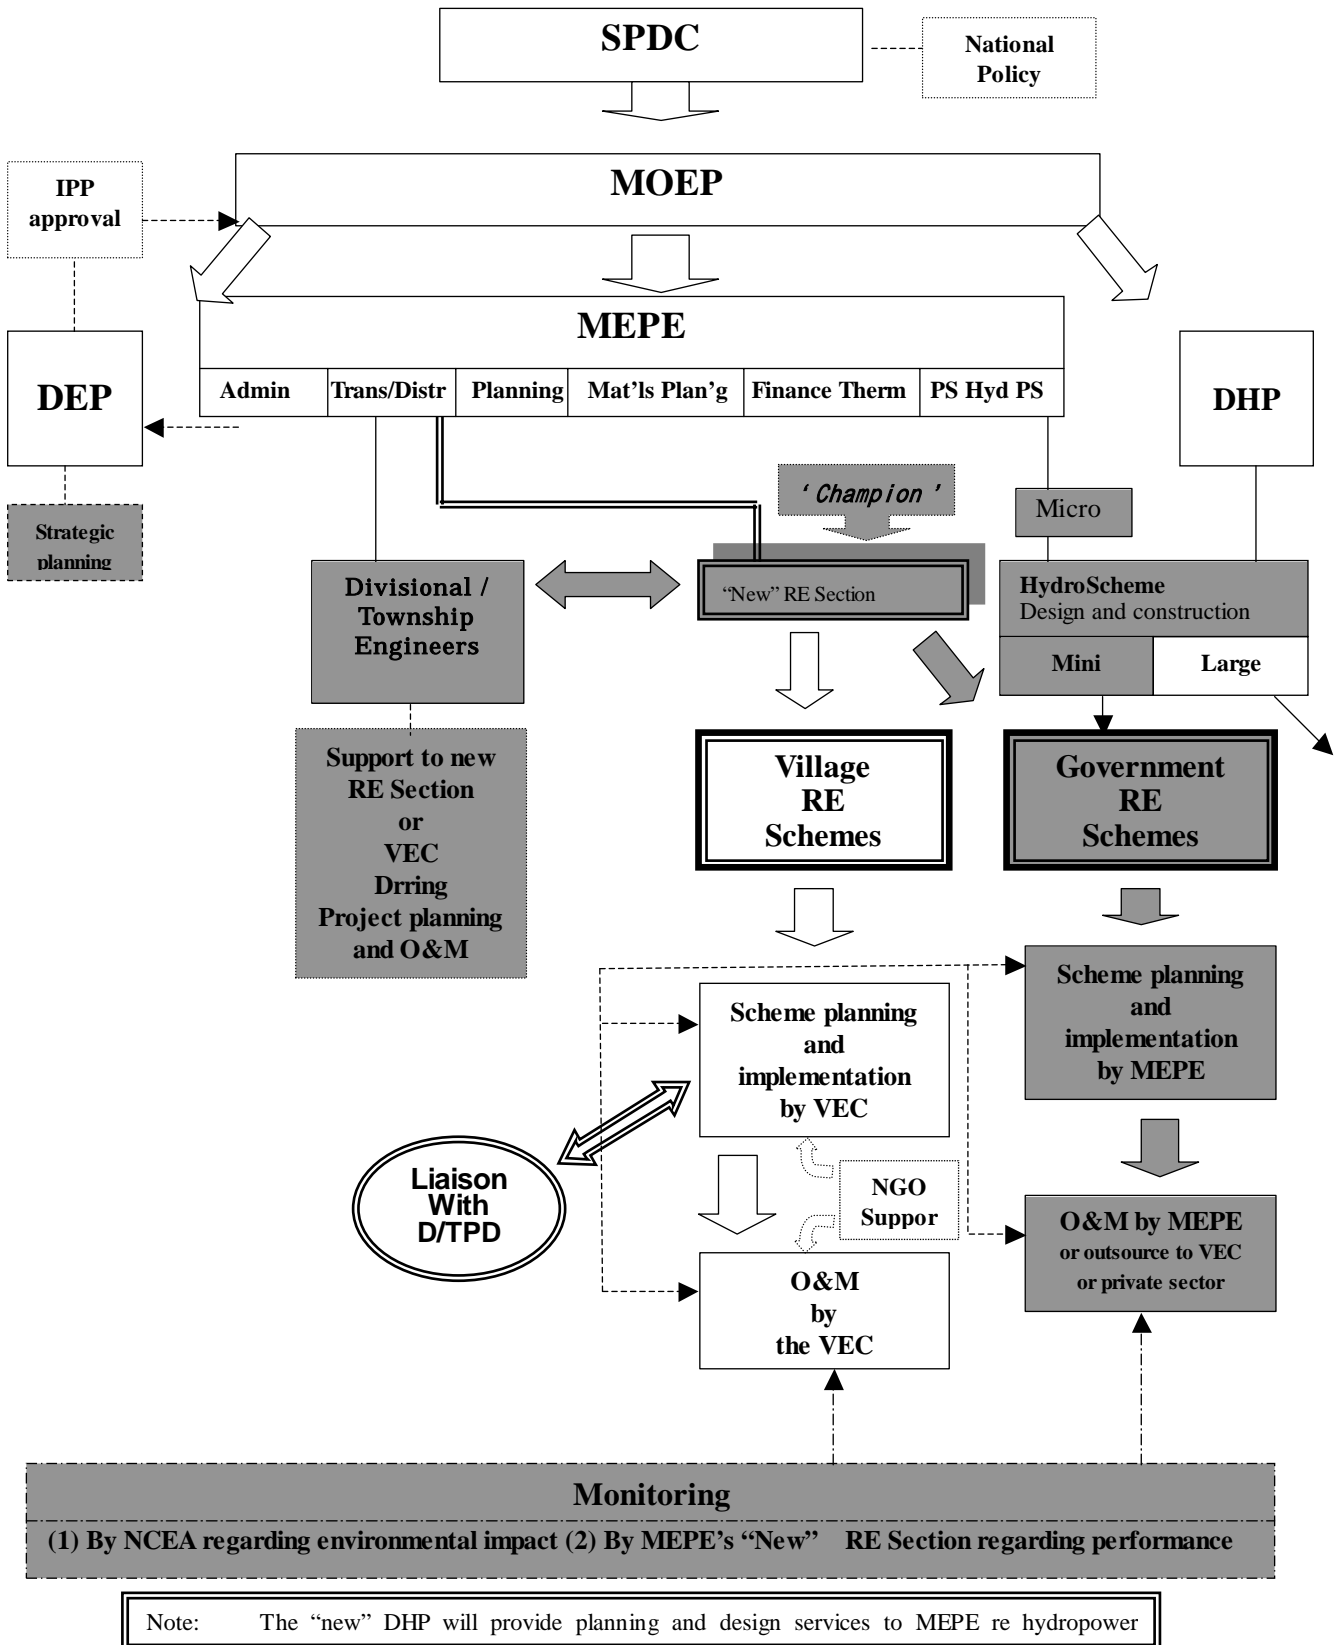 SPDC
National
Policy
MOEP
IPP
approval
MEPE
Admin Trans/Distr Planning Mat'ls Plan'g Finance Therm PS Hyd PS
DEP
DHP
Strategic
planning
‘ Champion ’
Micro
Divisional /
Township
Engineers
“New” RE Section
HydroScheme
Design and construction
Mini Large
Support to new
RE Section
or
VEC
Drring
Project planning
and O&M
Village
RE
Schemes
Government
RE
Schemes
Scheme planning
and
implementation
by VEC
Scheme planning
and
implementation
by MEPE
Liaison
With
D/TPD
NGO
Suppor
O&M by MEPE
or outsource to VEC
or private sector
O&M
by
the VEC
Monitoring
(1) By NCEA regarding environmental impact (2) By MEPE's “New” RE Section regarding performance
Note: The “new” DHP will provide planning and design services to MEPE re hydropower